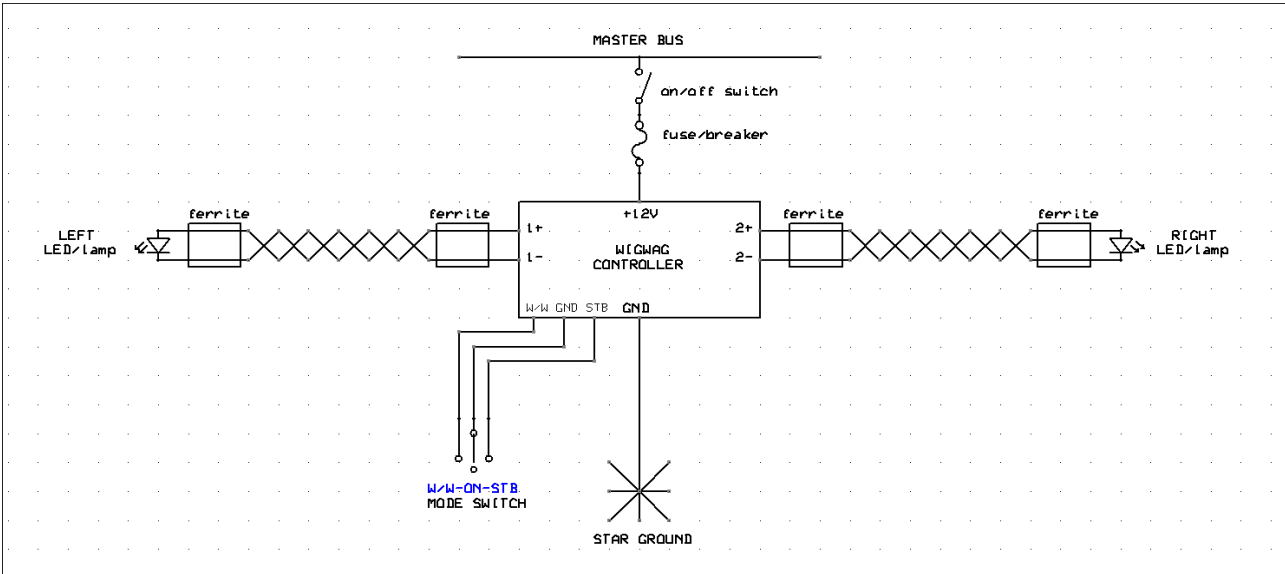 MASTER BUS
on/off switch
fuse/breaker
ferrite
ferrite
+12V
ferrite
ferrite
LEFT
LED/lamp
1+
1-
WIGWAG
CONTROLLER
2+
2-
RIGHT
LED/lamp
W/W GND STB GND
W/W-ON-STB
MODE SWITCH
STAR GROUND